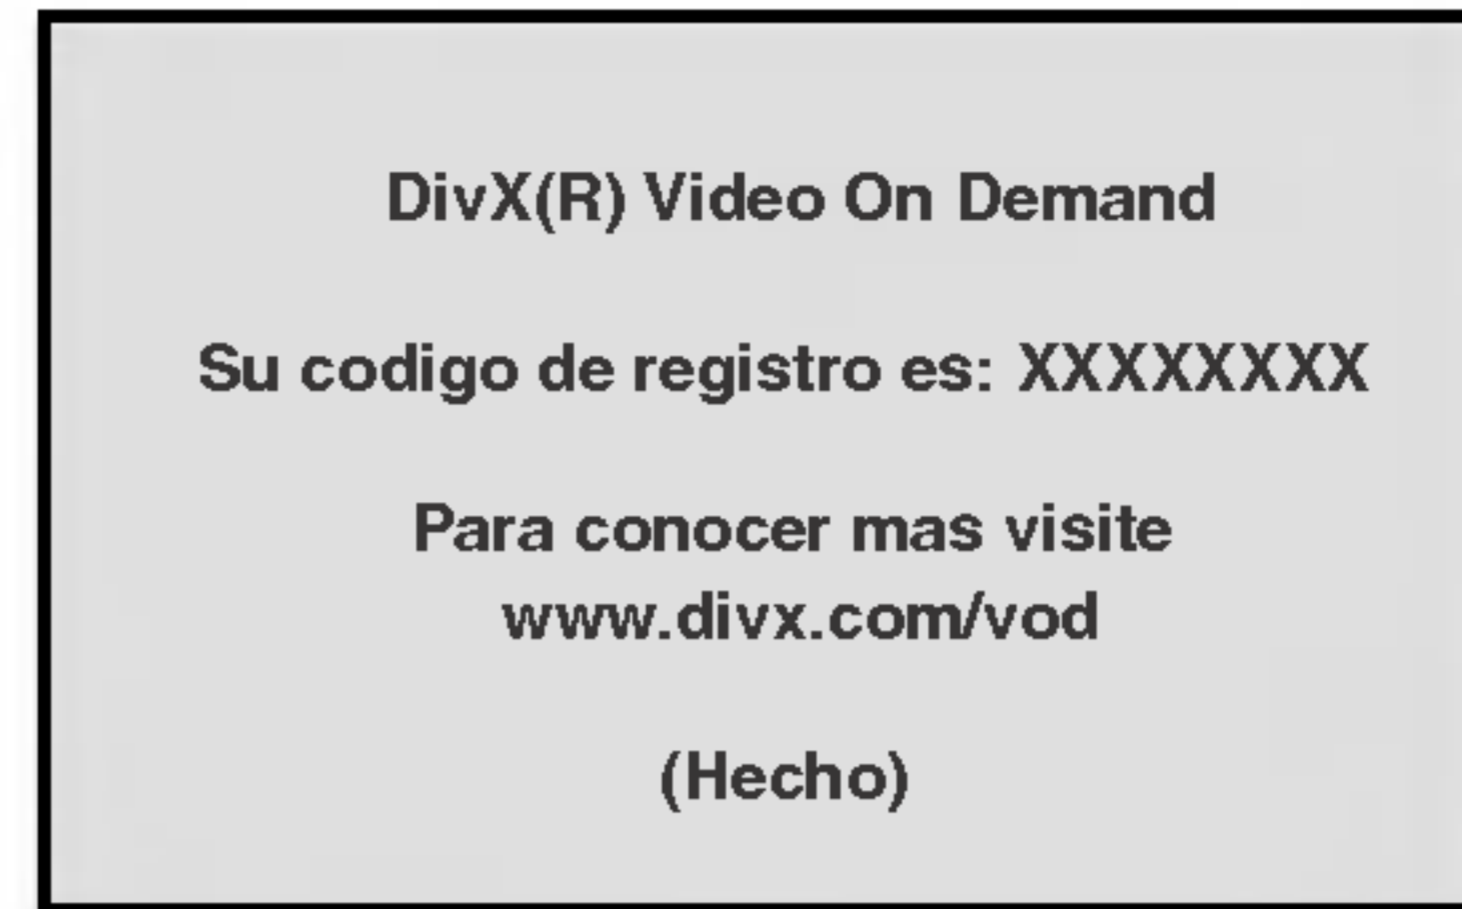 DivX(R) Video On Demand
Su codigo de registro es: XXXXXXXX
Para conocer mas visite
www.divx.com/vod
(Hecho)